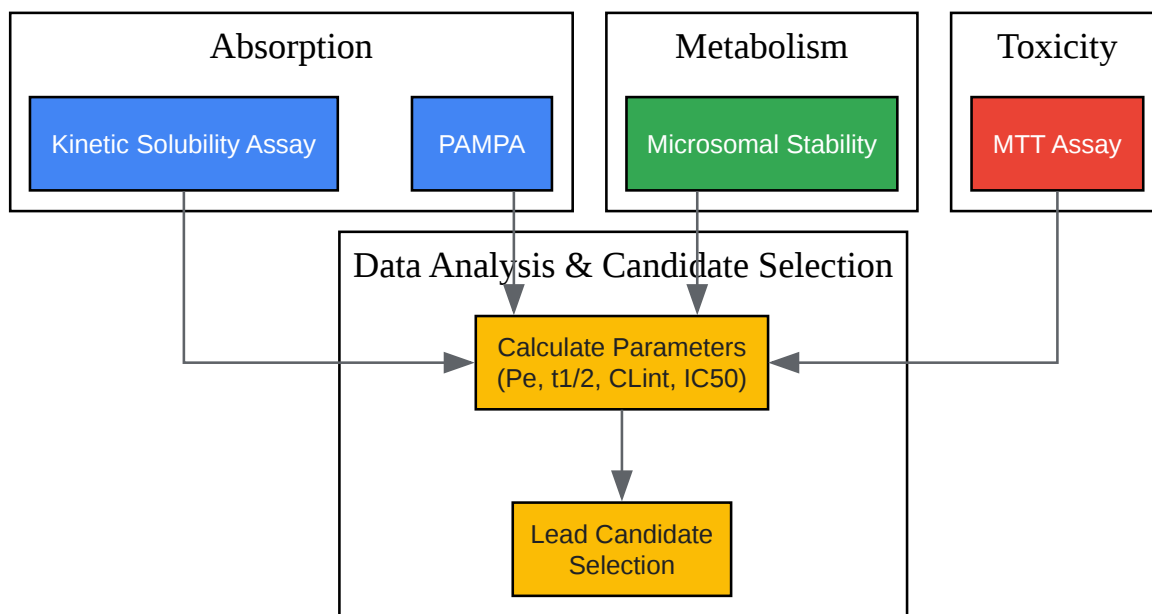 Absorption
Metabolism
Toxicity
Kinetic Solubility Assay
PAMPA
Microsomal Stability
MTT Assay
Data Analysis & Candidate Selection
Calculate Parameters
(Pe, t1/2, CLint, IC50)
Lead Candidate
Selection